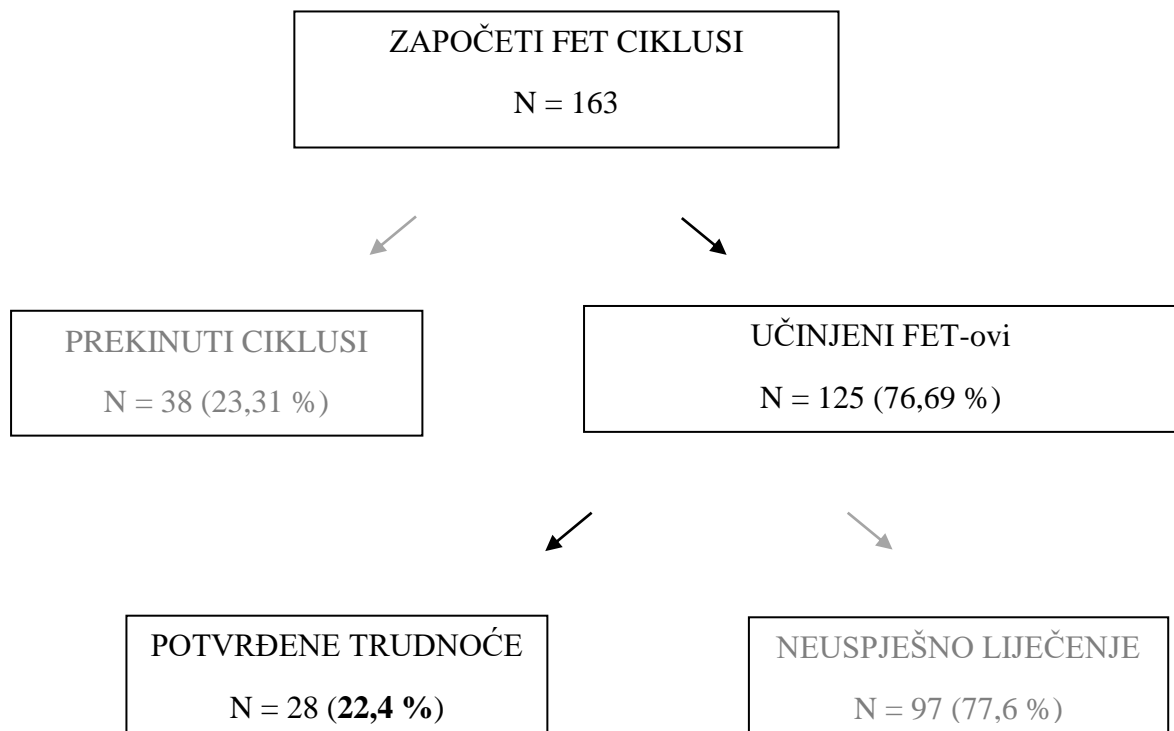 ZAPOČETI FET CIKLUSI
N = 163
PREKINUTI CIKLUSI
N = 38 (23,31 %)
UČINJENI FET-ovi
N = 125 (76,69 %)
POTVRĐENE TRUDNOĆE
N = 28 (22,4 %)
NEUSPJEŠNO LIJEČENJE
N = 97 (77,6 %)